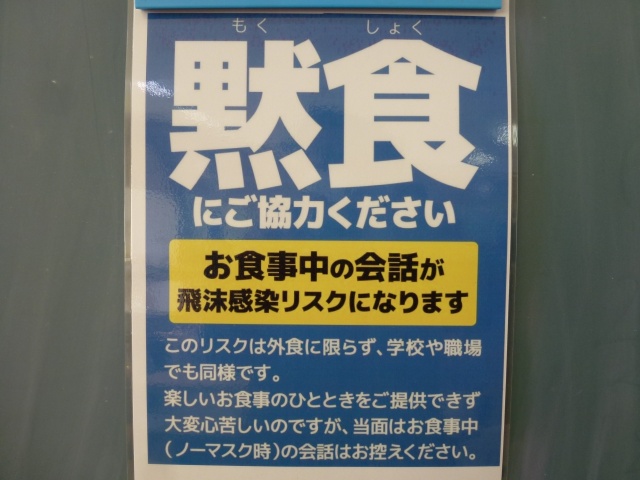 もく しょく
黙食
にご協力ください
お食事中の会話が
飛沫感染リスクになります
このリスクは外食に限らず、学校や職場
でも同様です。
楽しいお食事のひとときをご提供できず
大変心苦しいのですが、当面はお食事中
(ノーマスク時)の会話はお控えください。